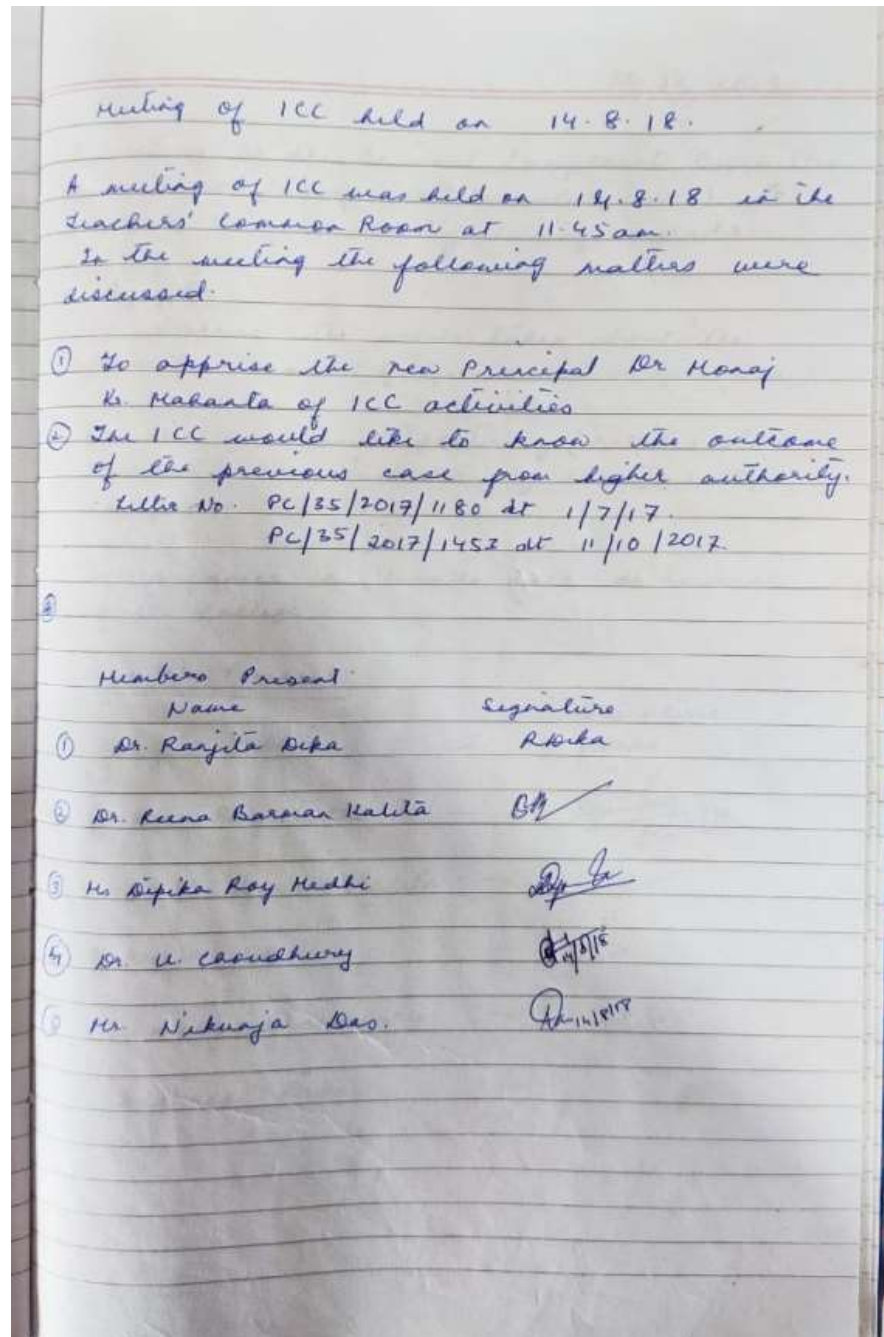 Meeting of ICC held on 14.8.18.
A meeting of ICC was held on 14.8.18 in the
Teachers' Common Room at 11.45am.
In the meeting the following matters were
discussed.
① To apprise the new Principal Dr Manaj
Kr. Mahanta of ICC activities
② The ICC would like to know the outcome
of the previous case from higher authority.
Letter No. PC/35/2017/1180 dt 1/7/17.
PC/35/2017/1453 dt 11/10/2017.
Members Present
Name Signature
① Dr. Ranjita Deka RDeka
② Dr. Reena Barman Kalita
③ Ms Dipika Roy Medhi
④ Dr. U. Choudhury 14/8/18
Mr. Nikunja Das. 14/8/18